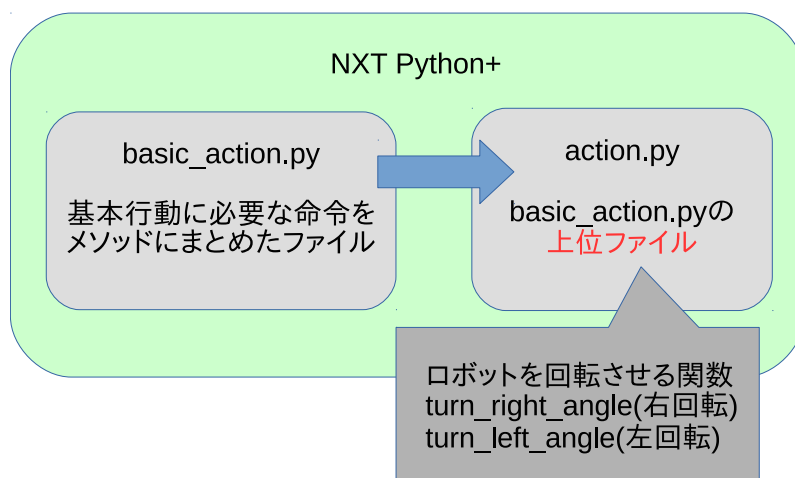 NXT Python+
basic_action.py
基本行動に必要な命令を
メソッドにまとめたファイル
action.py
basic_action.pyの
上位ファイル
ロボットを回転させる関数
turn_right_angle(右回転)
turn_left_angle(左回転)